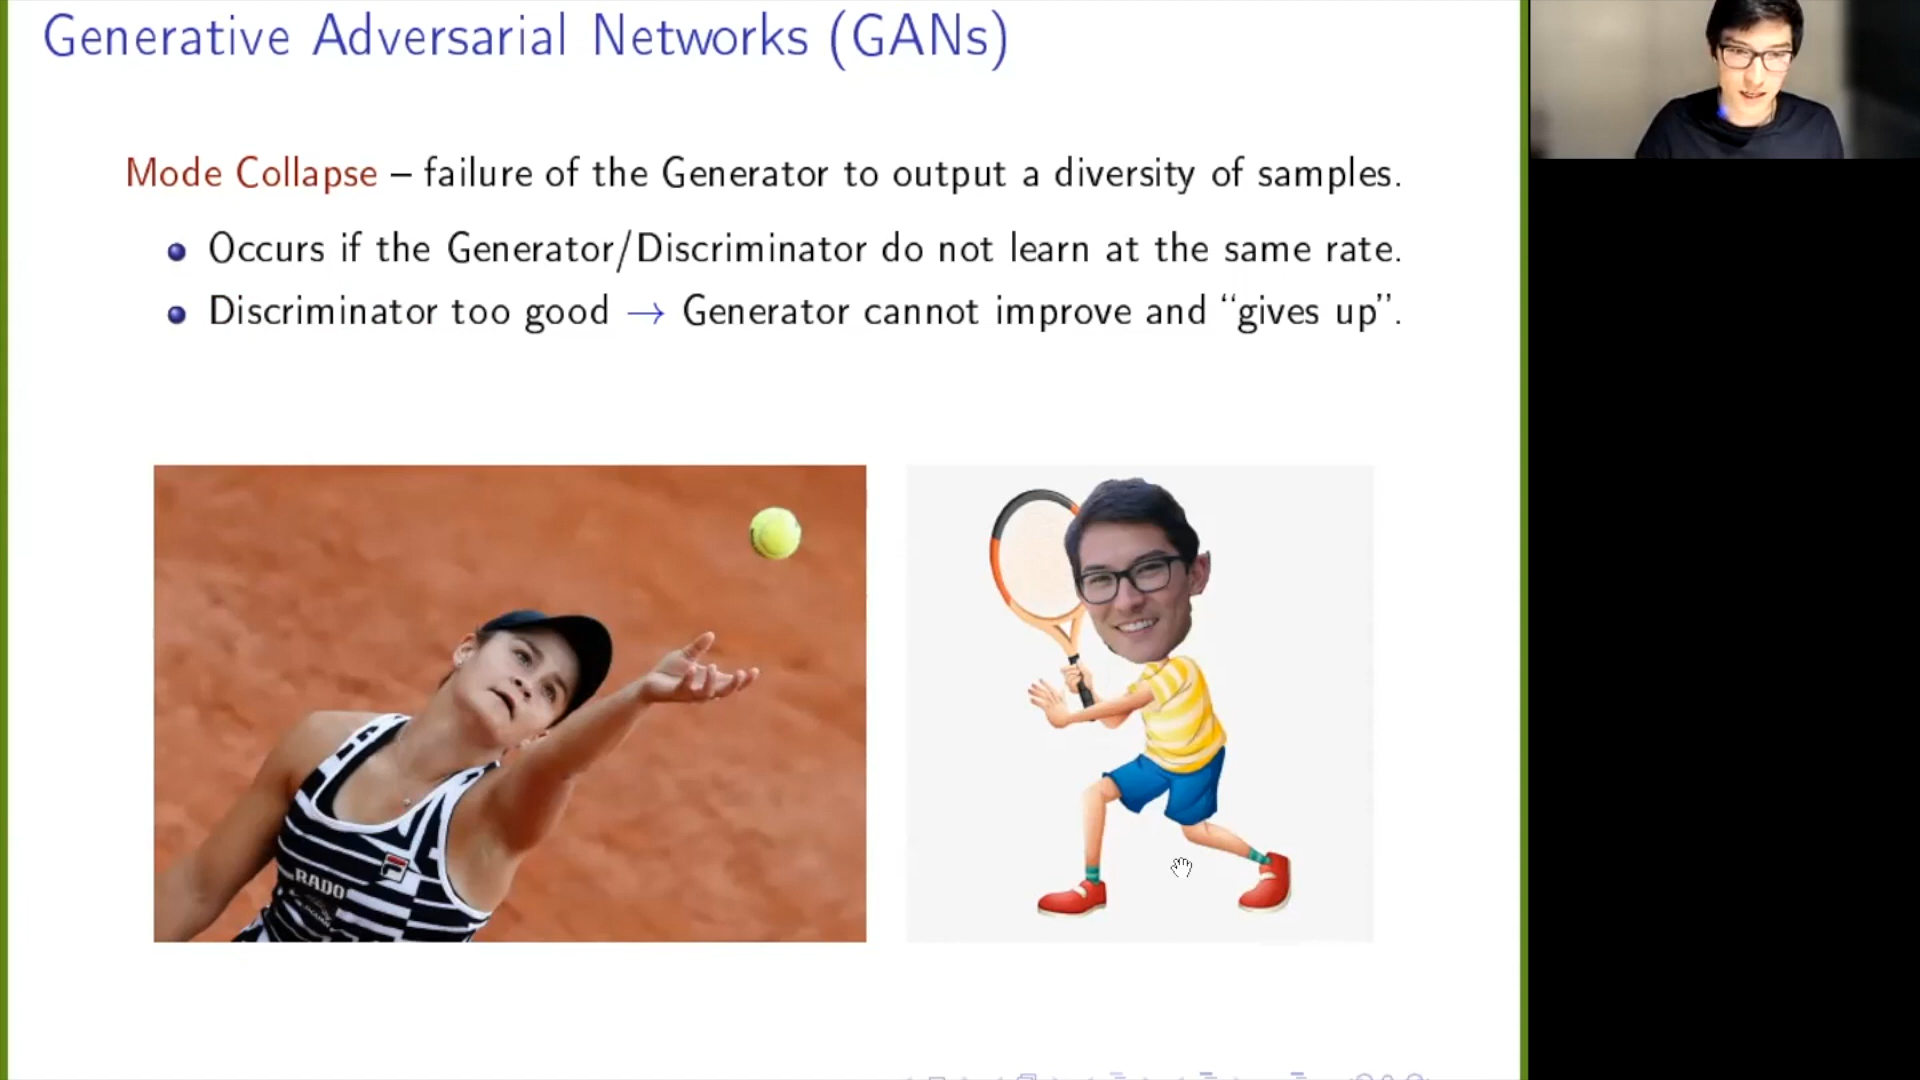 Generative Adversarial Networks (GANs)
Mode Collapse – failure of the Generator to output a diversity of samples.
Occurs if the Generator/Discriminator do not learn at the same rate.
Discriminator too good → Generator cannot improve and “gives up”.
RADO